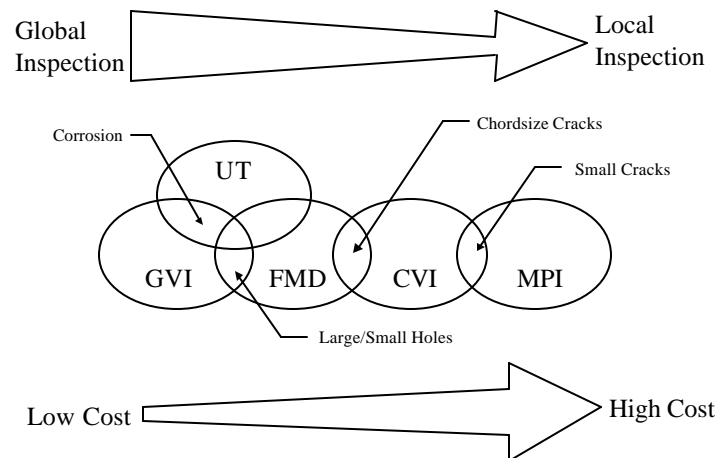 Global
Inspection
Local
Inspection
Corrosion
Chordsize Cracks
UT
Small Cracks
GVI
FMD
CVI
MPI
Large/Small Holes
Low Cost
High Cost